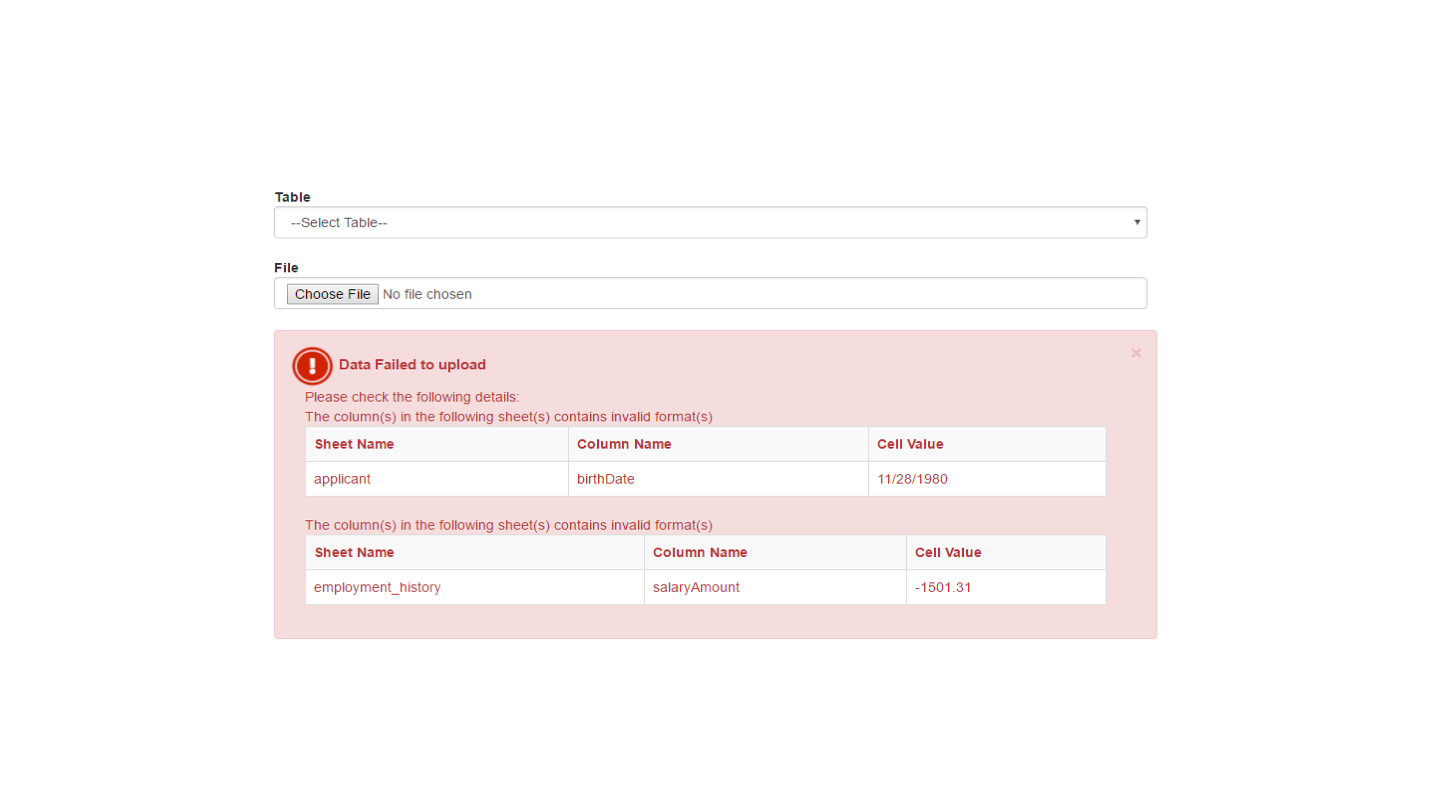 Table
--Select Table--
File
Choose File No file chosen
Data Failed to upload
×
Please check the following details:
The column(s) in the following sheet(s) contains invalid format(s)
Sheet Name Column Name Cell Value
applicant birthDate 11/28/1980
The column(s) in the following sheet(s) contains invalid format(s)
Sheet Name Column Name Cell Value
employment_history salaryAmount -1501.31